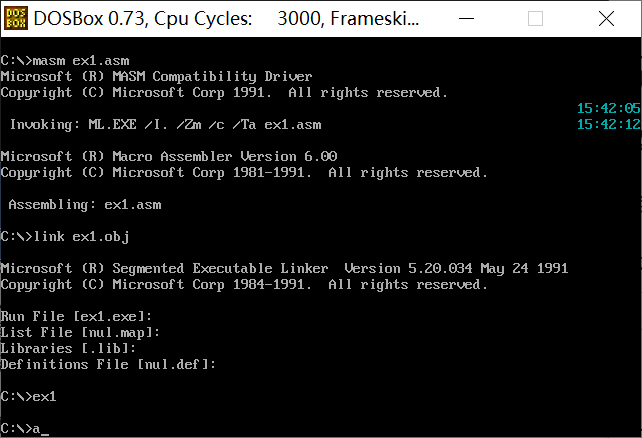 DOS BOX DOSBox 0.73, Cpu Cycles: 3000, Frameski...
C:\>masm ex1.asm
Microsoft (R) MASM Compatibility Driver
Copyright (C) Microsoft Corp 1991.  All rights reserved.
15:42:05
Invoking: ML.EXE /I. /Zm /c /Ta ex1.asm 15:42:12
Microsoft (R) Macro Assembler Version 6.00
Copyright (C) Microsoft Corp 1981-1991.  All rights reserved.
Assembling: ex1.asm
C:\>link ex1.obj
Microsoft (R) Segmented Executable Linker  Version 5.20.034 May 24 1991
Copyright (C) Microsoft Corp 1984-1991.  All rights reserved.
Run File [ex1.exe]:
List File [nul.map]:
Libraries [.lib]:
Definitions File [nul.def]:
C:\>ex1
C:\>a_